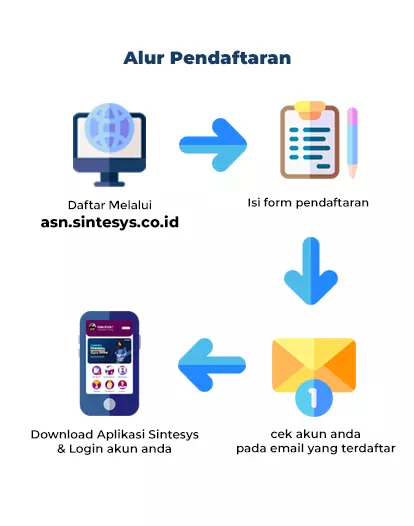 Alur Pendaftaran
Daftar Melalui
asn.sintesys.co.id
Isi form pendaftaran
1
cek akun anda
pada email yang terdaftar
Download Aplikasi Sintesys
& Login akun anda